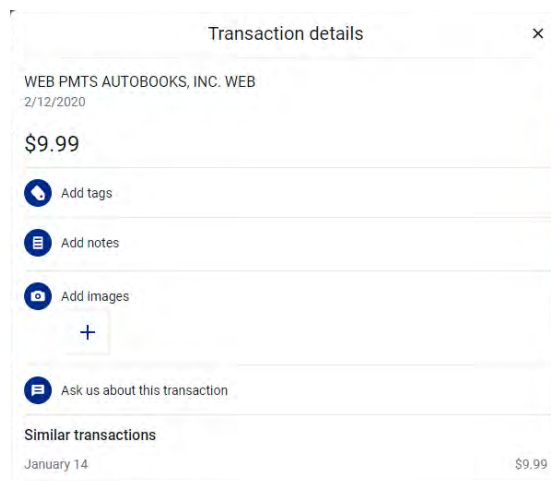 Transaction details
WEB PMTS AUTOBOOKS, INC. WEB
2/12/2020
$9.99
Add tags
Add notes
Add images
Ask us about this transaction
Similar transactions
January 14 $9.99